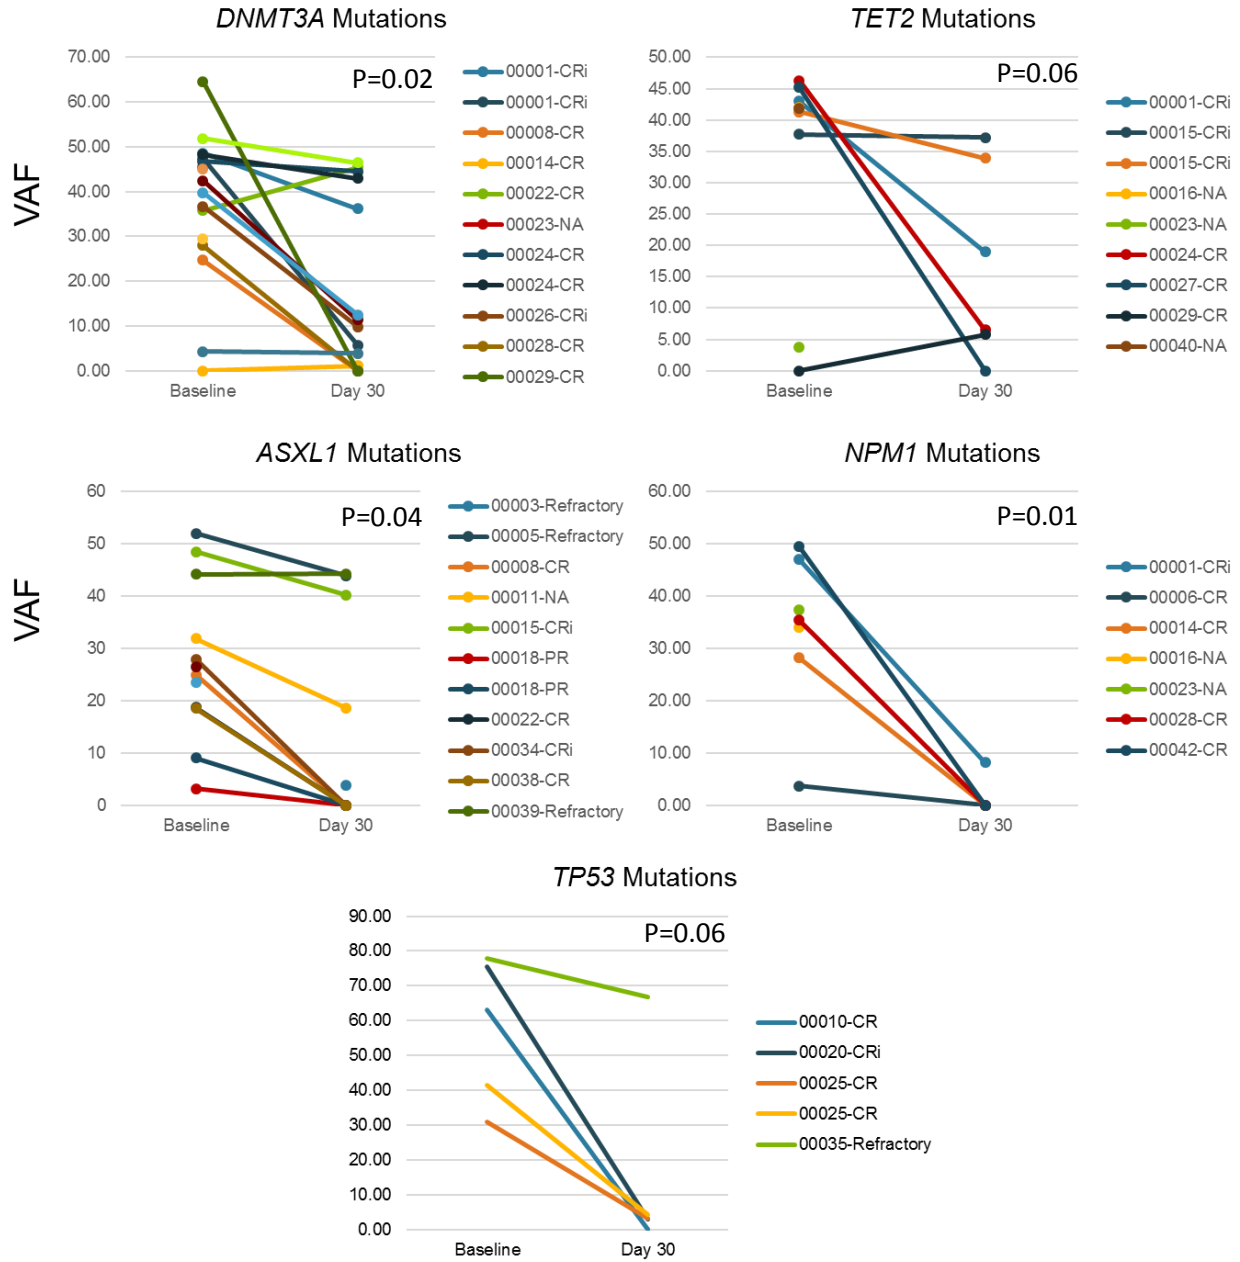 DNMT3A Mutations
P=0.02
VAF
70.00
60.00
50.00
40.00
30.00
20.00
10.00
0.00
Baseline
Day 30
00001-CRi
00001-CRi
00008-CR
00014-CR
00022-CR
00023-NA
00024-CR
00024-CR
00026-CRi
00028-CR
00029-CR
TET2 Mutations
P=0.06
50.00
45.00
40.00
35.00
30.00
25.00
20.00
15.00
10.00
5.00
0.00
Baseline
Day 30
00001-CRi
00015-CRi
00015-CRi
00016-NA
00023-NA
00024-CR
00027-CR
00029-CR
00040-NA
ASXL1 Mutations
P=0.04
VAF
60
50
40
30
20
10
0
Baseline
Day 30
00003-Refractory
00005-Refractory
00008-CR
00011-NA
00015-CRi
00018-PR
00018-PR
00022-CR
00034-CRi
00038-CR
00039-Refractory
NPM1 Mutations
P=0.01
60.00
50.00
40.00
30.00
20.00
10.00
0.00
Baseline
Day 30
00001-CRi
00006-CR
00014-CR
00016-NA
00023-NA
00028-CR
00042-CR
TP53 Mutations
P=0.06
90.00
80.00
70.00
60.00
50.00
40.00
30.00
20.00
10.00
0.00
Baseline
Day 30
00010-CR
00020-CRi
00025-CR
00025-CR
00035-Refractory